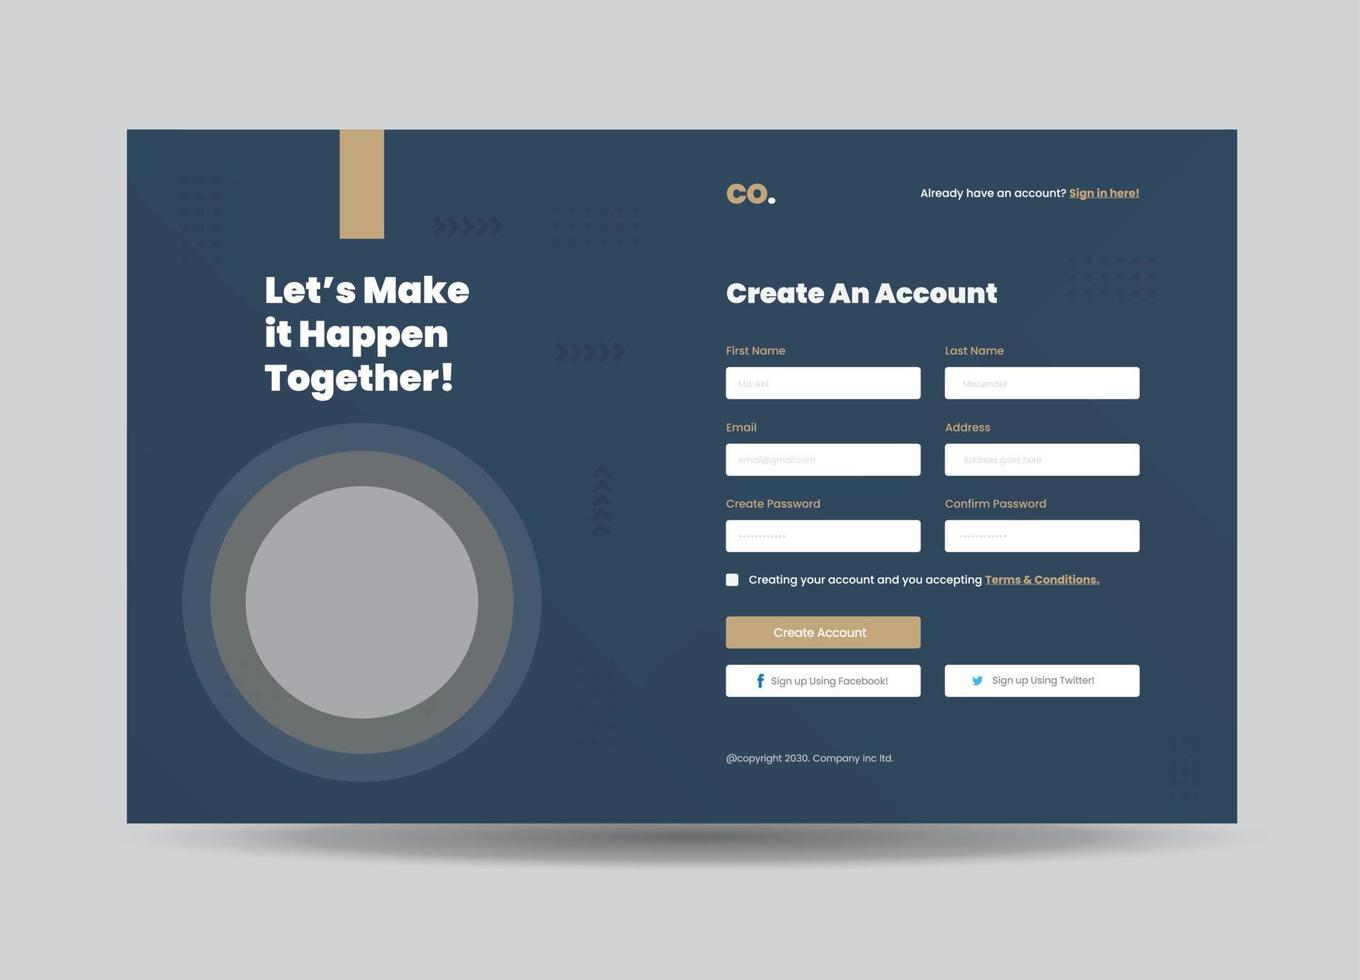 Let's Make
it Happen
Together!
co.
Already have an account? Sign in here!
Create An Account
First Name
Last Name
Md. Akil
Mazumder
Email
Address
email@gmail.com
Address goes here
Create Password
Confirm Password
************
************
Creating your account and you accepting Terms & Conditions.
Create Account
Sign up Using Facebook!
Sign up Using Twitter!
@copyright 2030. Company inc ltd.